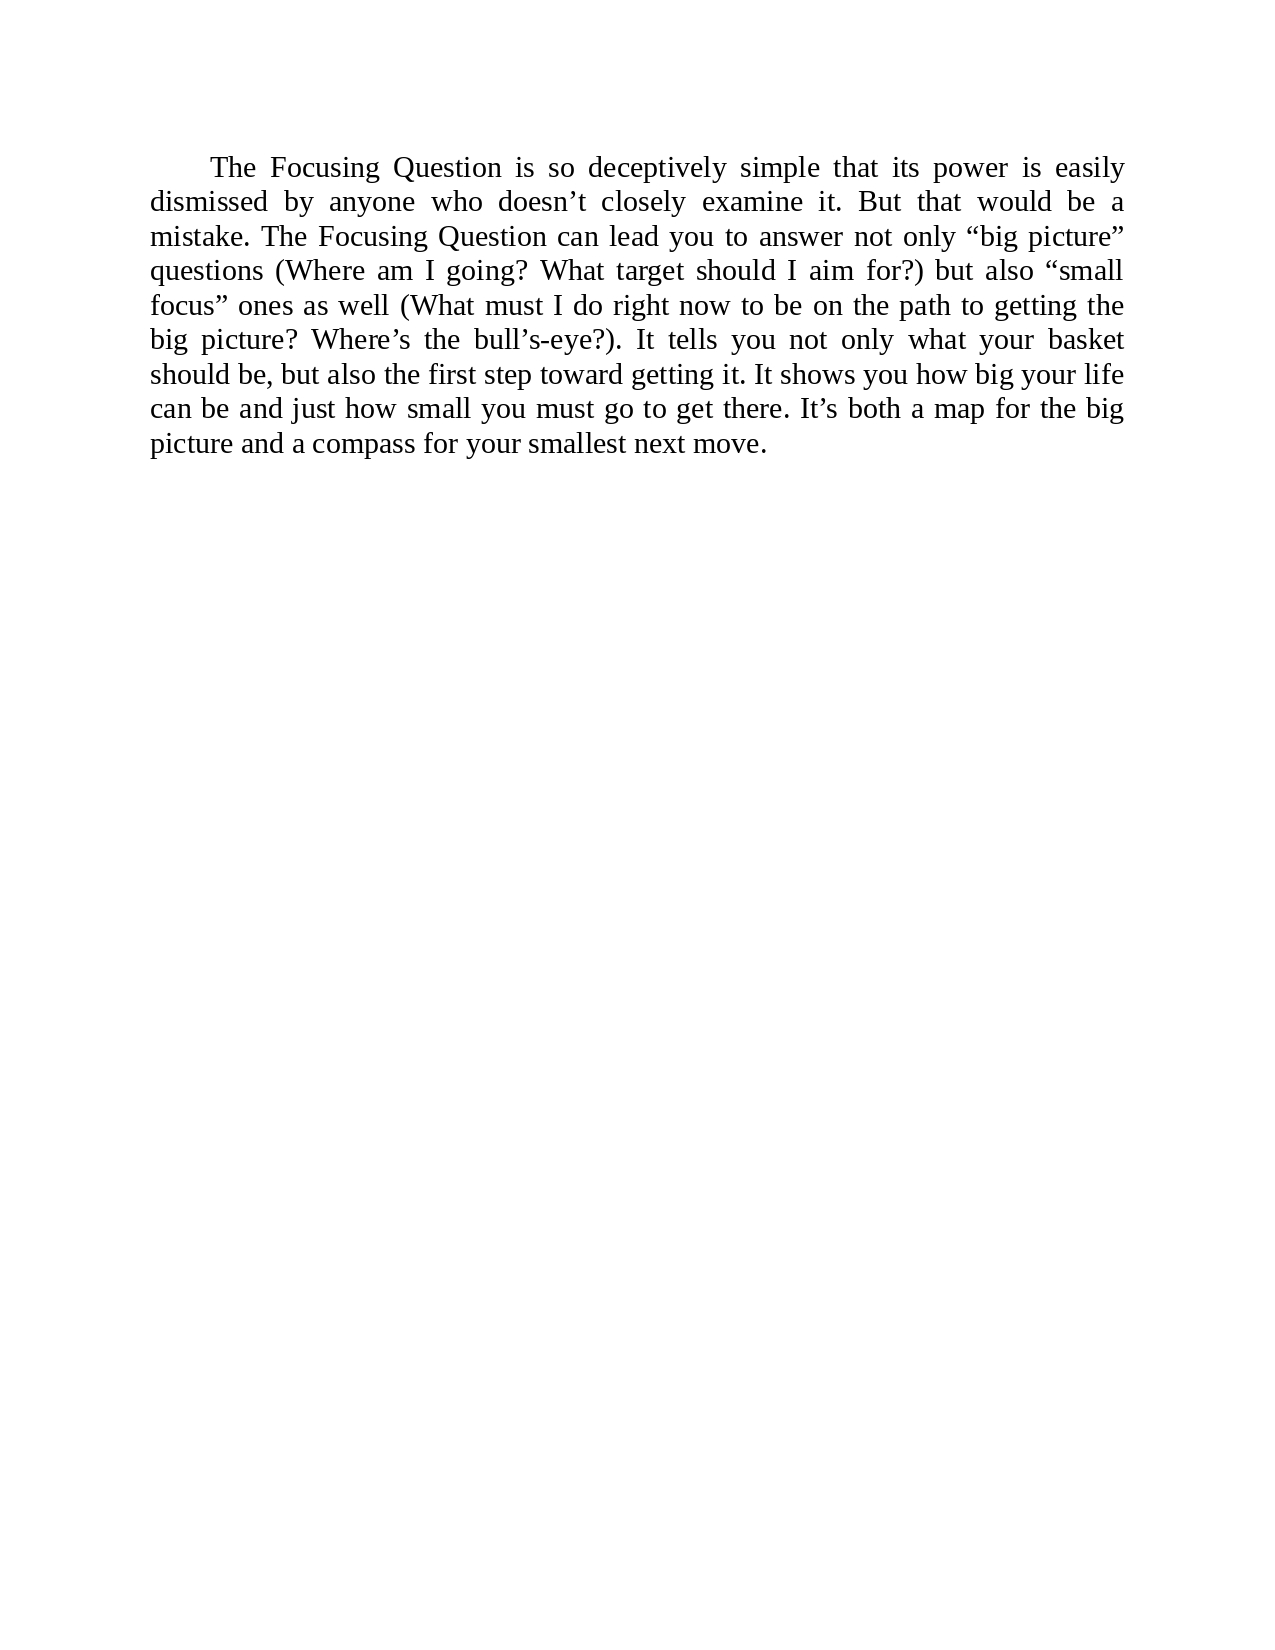 The Focusing Question is so deceptively simple that its power is easily
dismissed by anyone who doesn’t closely examine it. But that would be a
mistake. The Focusing Question can lead you to answer not only “big picture”
questions (Where am I going? What target should I aim for?) but also “small
focus” ones as well (What must I do right now to be on the path to getting the
big picture? Where’s the bull’s-eye?). It tells you not only what your basket
should be, but also the first step toward getting it. It shows you how big your life
can be and just how small you must go to get there. It’s both a map for the big
picture and a compass for your smallest next move.